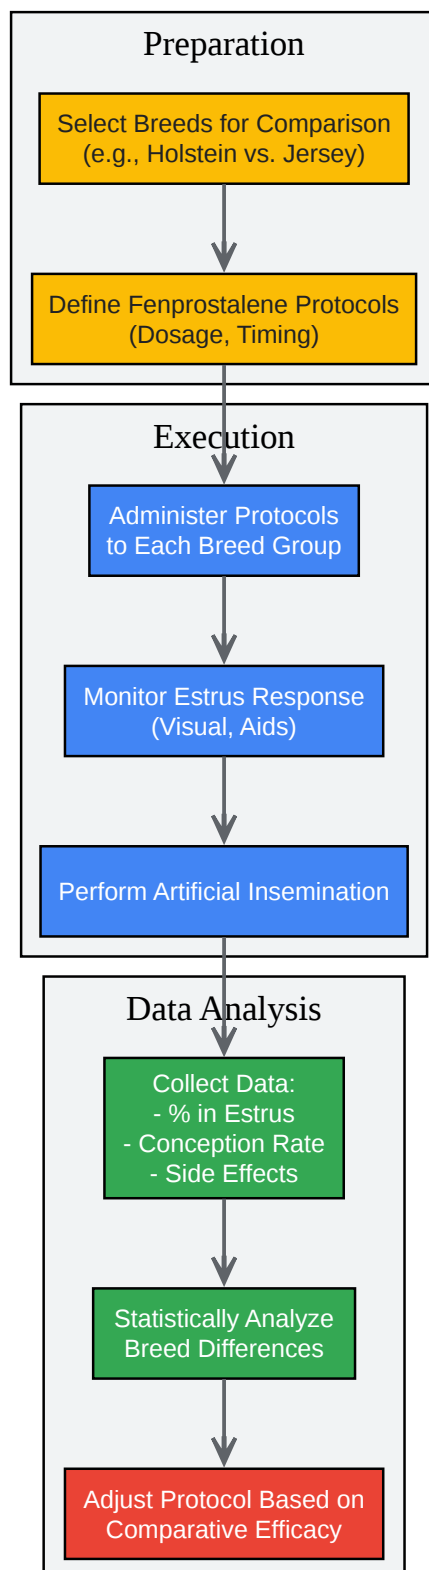 Preparation
Select Breeds for Comparison
(e.g., Holstein vs. Jersey)
Define Fenprostalene Protocols
(Dosage, Timing)
Execution
Administer Protocols
to Each Breed Group
Monitor Estrus Response
(Visual, Aids)
Perform Artificial Insemination
Data Analysis
Collect Data:
- % in Estrus
- Conception Rate
- Side Effects
Statistically Analyze
Breed Differences
Adjust Protocol Based on
Comparative Efficacy